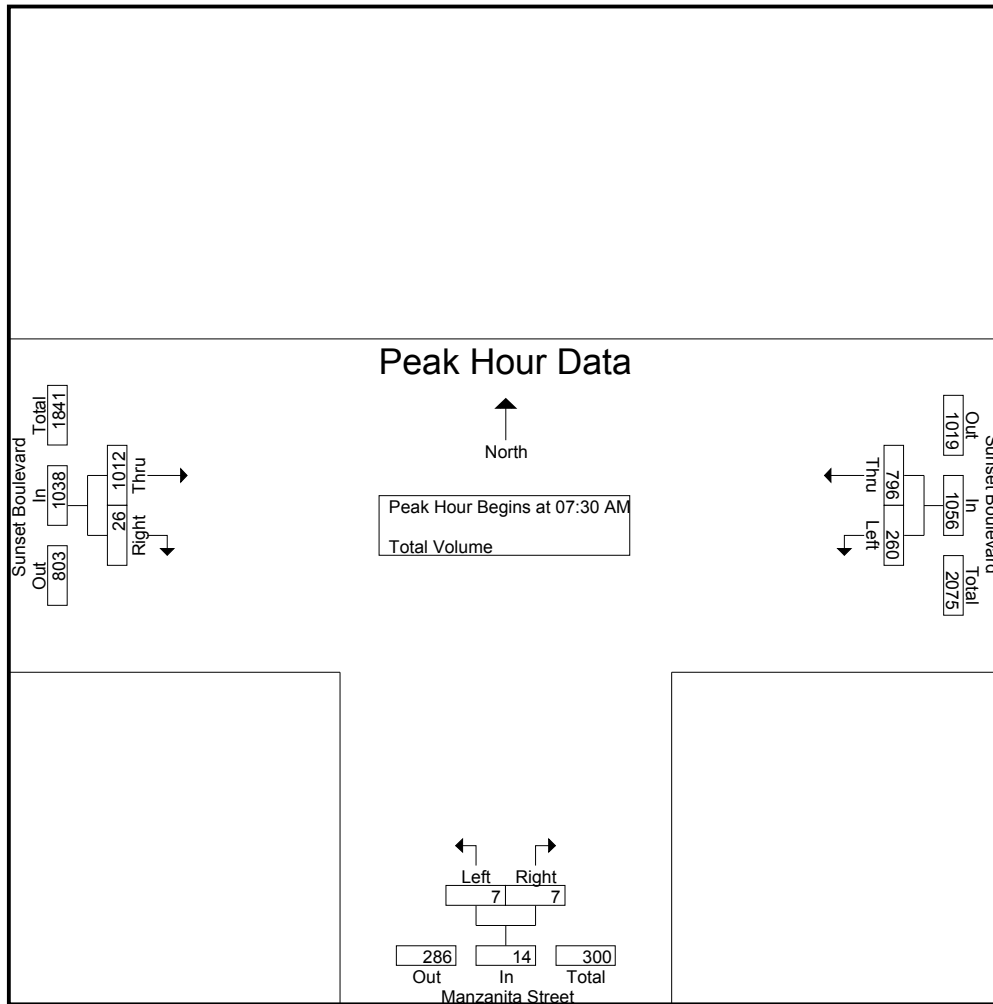 Peak Hour Data
North
Peak Hour Begins at 07:30 AM
Total Volume
Sunset Boulevard
Total
1841
In
1038
Out
803
1012
Thru
26
Right
Sunset Boulevard
Out
1019
In
1056
Total
2075
Thru
796
Left
260
Left Right
7 7
286 14 300
Out In Total
Manzanita Street